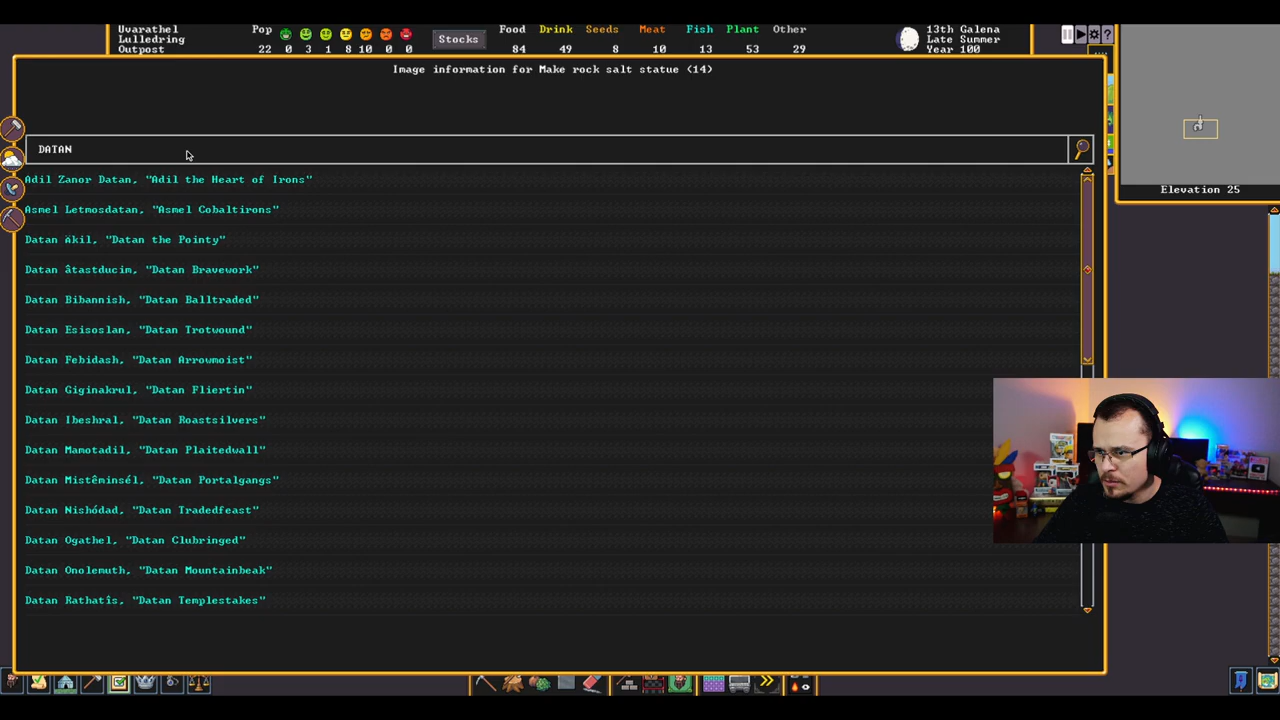 Uvarathel
Lulledring
Outpost
Pop
22 0 3 1 8 10 0 0
Stocks
Food Drink Seeds Meat Fish Plant Other
84 49 8 10 13 53 29
13th Galena
Late Summer
Year 100
?
Image information for Make rock salt statue (14)
DATAN
Adil Zanor Datan, "Adil the Heart of Irons"
Asmel Letmosdatan, "Asmel Cobaltirons"
Datan Äkil, "Datan the Pointy"
Datan âtastducim, "Datan Bravework"
Datan Bibannish, "Datan Balltraded"
Datan Esisoslan, "Datan Trotwound"
Datan Febidash, "Datan Arrowmoist"
Datan Giginakrul, "Datan Fliertin"
Datan Ibeshral, "Datan Roastsilvers"
Datan Mamotadil, "Datan Plaitedwall"
Datan Mistêminsél, "Datan Portalgangs"
Datan Nishódad, "Datan Tradedfeast"
Datan Ogathel, "Datan Clubringed"
Datan Onolemuth, "Datan Mountainbeak"
Datan Rathatîs, "Datan Templestakes"
Elevation 25